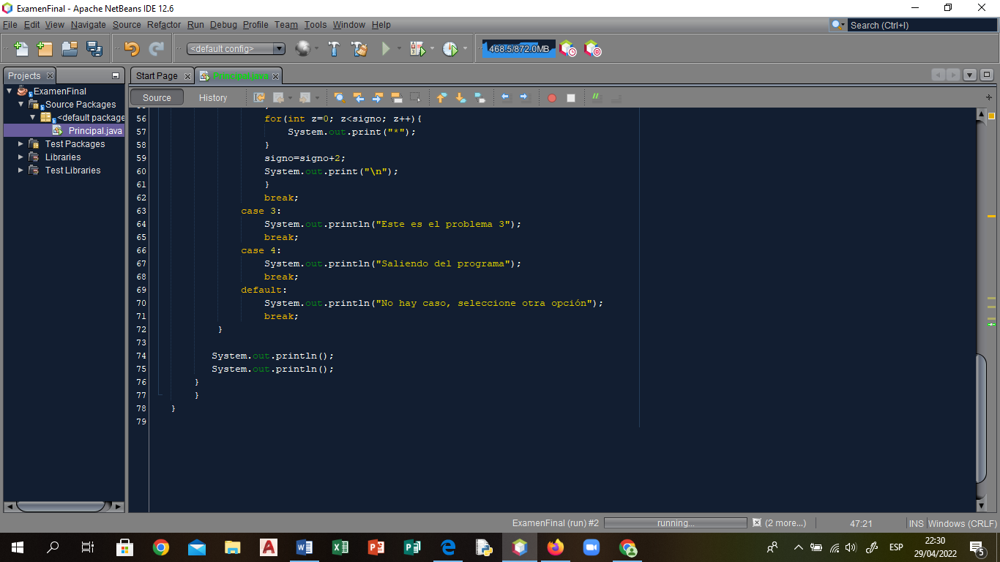 ExamenFinal - Apache NetBeans IDE 12.6
File Edit View Navigate Source Refactor Run Debug Profile Team Tools Window Help
Search (Ctrl+I)
<default config>
468.5/872.0MB
Projects
Start Page
Principal.java
ExamenFinal
Source Packages
<default package
Principal.java
Test Packages
Libraries
Test Libraries
Source History
56 for(int z=0; z<signo; z++){
57 System.out.print("*");
58 }
59 signo=signo+2;
60 System.out.print("\n");
61 }
62 break;
63 case 3:
64 System.out.println("Este es el problema 3");
65 break;
66 case 4:
67 System.out.println("Saliendo del programa");
68 break;
69 default:
70 System.out.println("No hay caso, seleccione otra opción");
71 break;
72 }
73
74 System.out.println();
75 System.out.println();
76 }
77 }
78 }
79
ExamenFinal (run) #2 running... (2 more...) 47:21 INS Windows (CRLF)
ESP
22:30
29/04/2022
5